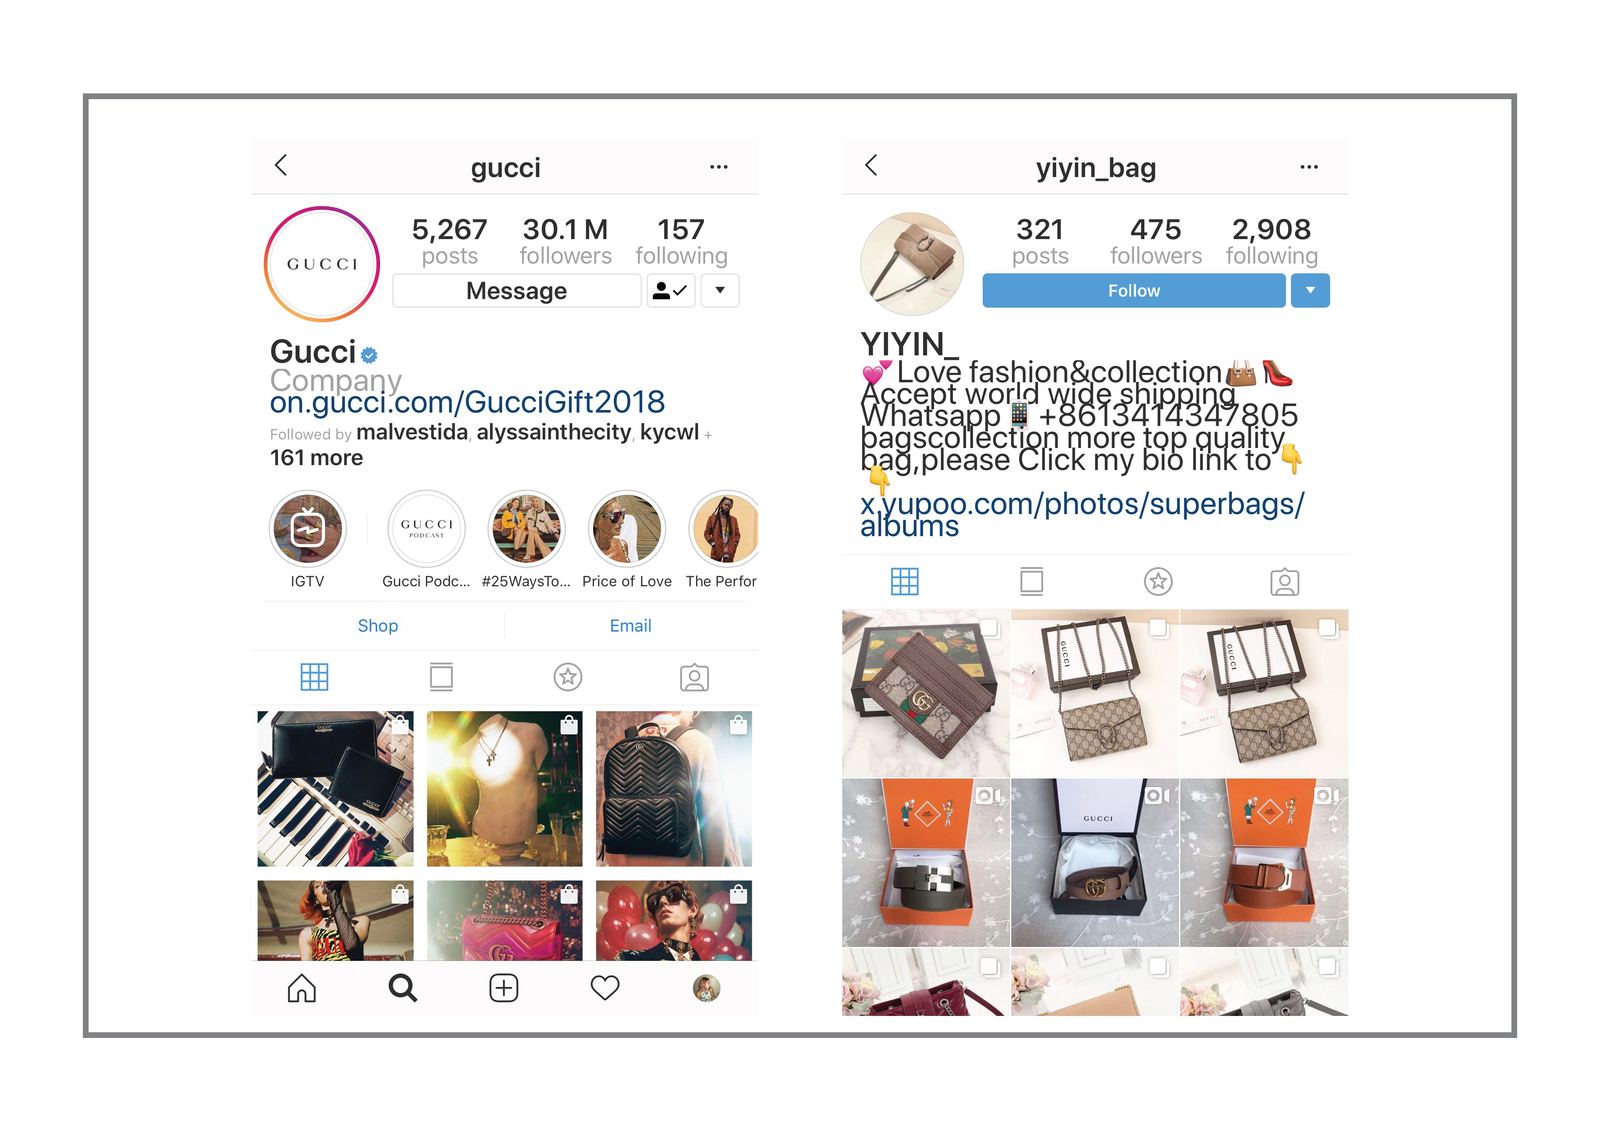 gucci
...
GUCCI
5,267
30.1 M
157
posts
followers
following
Message
Gucci
Company
on.gucci.com/GucciGift2018
Followed by malvestida, alyssainthecity, kycwl +
161 more
GUCCI
PODCAST
IGTV
Gucci Podc...
#25WaysTo...
Price of Love
The Perfor
Shop
Email
yiyin_bag
...
321
475
2,908
posts
followers
following
Follow
YIYIN_
💕 Love fashion&collection👜👠
Accept world wide shipping
Whatsapp📱+8613414347805
bagscollection more top quality
bag,please Click my bio link to👇
👇
x.yupoo.com/photos/superbags/
albums
GUCCI
GUCCI
GUCCI